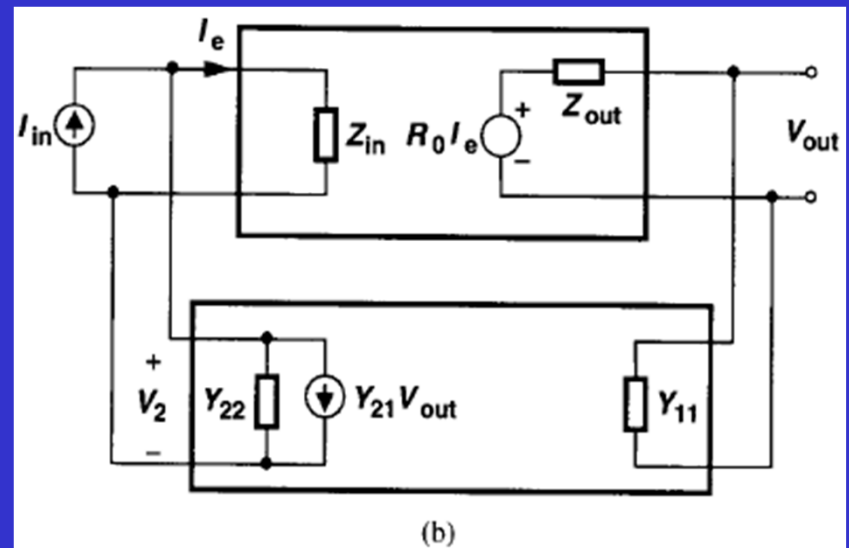 I_e
I_in
Z_in
R_0 I_e
+
−
Z_out
V_out
+
V_2
−
Y_22
Y_21 V_out
Y_11
(b)